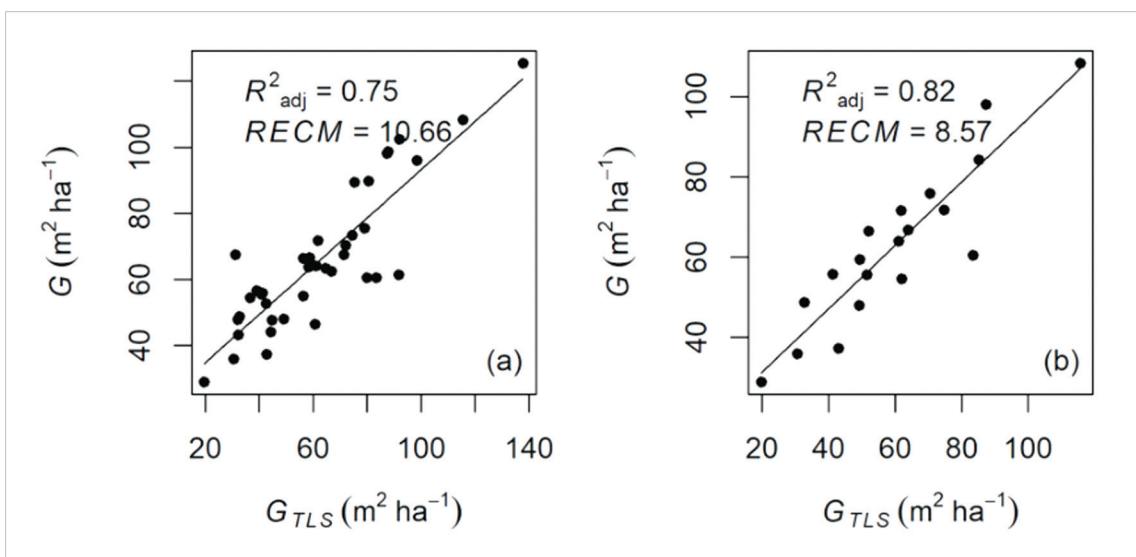 R²adj = 0.75
RECM = 10.66
G (m² ha⁻¹)
100
80
60
40
(a)
20 60 100 140
G_TLS (m² ha⁻¹)
R²adj = 0.82
RECM = 8.57
G (m² ha⁻¹)
100
80
60
40
(b)
20 40 60 80 100
G_TLS (m² ha⁻¹)